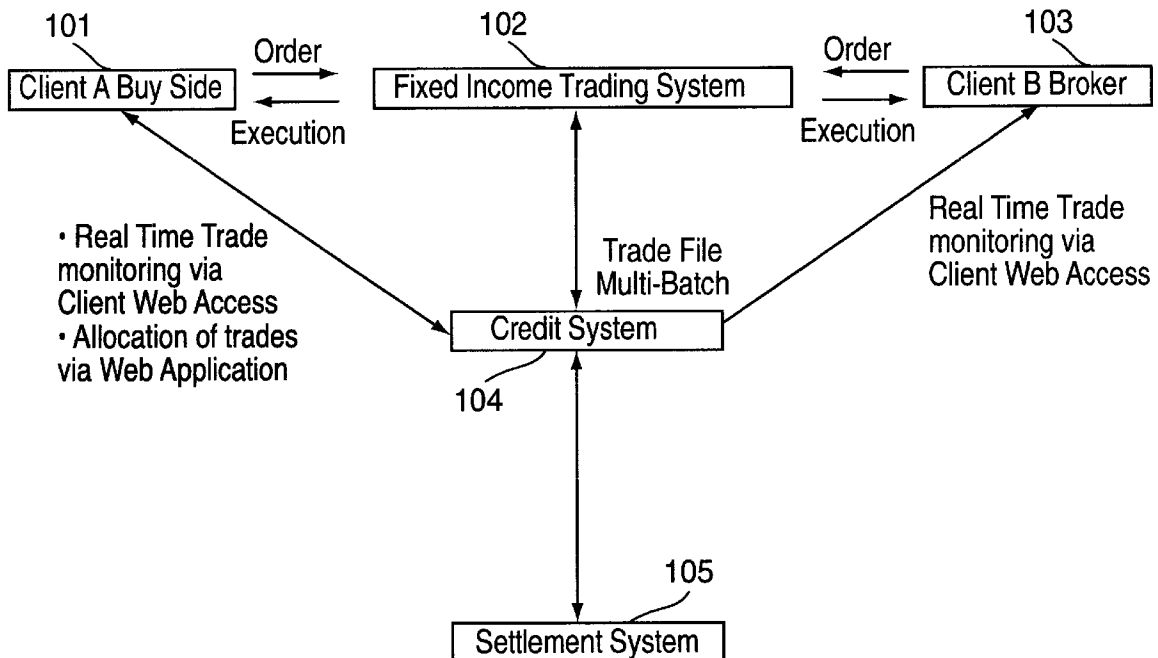 101
102
103
Order
Order
Client A Buy Side
Fixed Income Trading System
Client B Broker
Execution
Execution
• Real Time Trade
monitoring via
Client Web Access
• Allocation of trades
via Web Application
Trade File
Multi-Batch
Real Time Trade
monitoring via
Client Web Access
Credit System
104
105
Settlement System